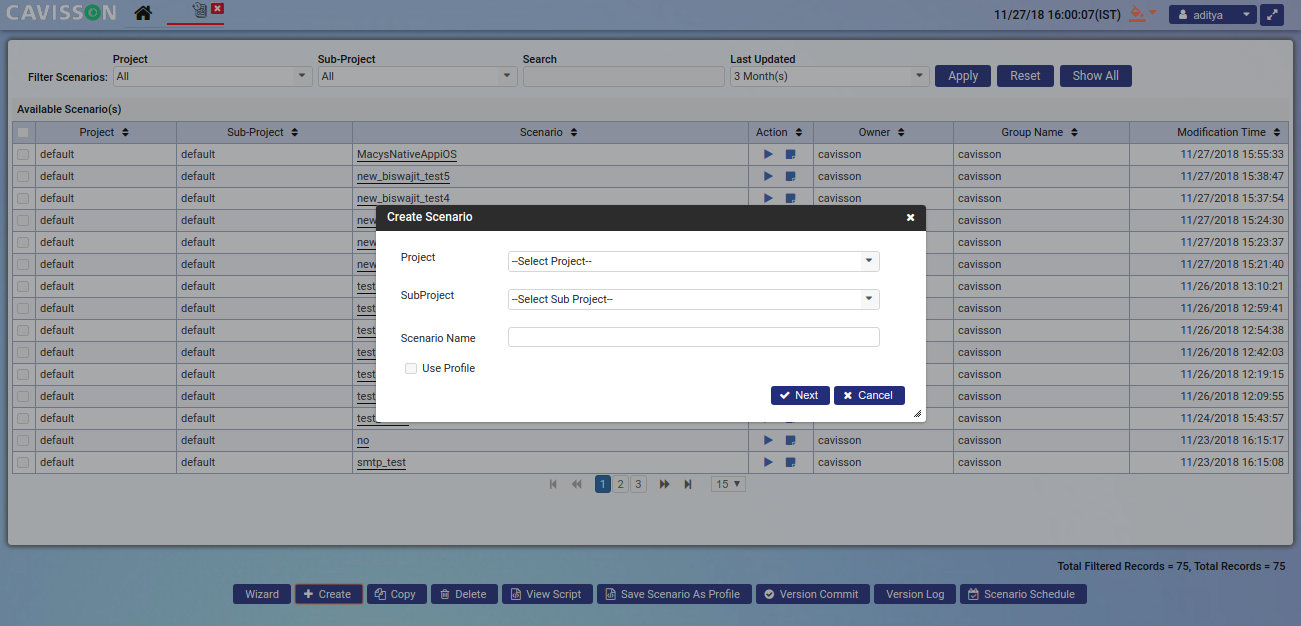 CAVISSON
11/27/18 16:00:07(IST)
aditya
Project
Sub-Project
Search
Last Updated
Filter Scenarios:
All
All
3 Month(s)
Apply
Reset
Show All
Available Scenario(s)
Project Sub-Project Scenario Action Owner Group Name Modification Time
default default MacysNativeAppiOS cavisson cavisson 11/27/2018 15:55:33
default default new_biswajit_test5 cavisson cavisson 11/27/2018 15:38:47
default default new_biswajit_test4 cavisson cavisson 11/27/2018 15:37:54
default default new cavisson 11/27/2018 15:24:30
default default new cavisson 11/27/2018 15:23:37
default default new cavisson 11/27/2018 15:21:40
default default test cavisson 11/26/2018 13:10:21
default default test cavisson 11/26/2018 12:59:41
default default test cavisson 11/26/2018 12:54:38
default default test cavisson 11/26/2018 12:42:03
default default test cavisson 11/26/2018 12:19:15
default default test cavisson 11/26/2018 12:09:55
default default test_ cavisson 11/24/2018 15:43:57
default default no cavisson cavisson 11/23/2018 16:15:17
default default smtp_test cavisson cavisson 11/23/2018 16:15:08
Create Scenario
Project
--Select Project--
SubProject
--Select Sub Project--
Scenario Name
Use Profile
Next
Cancel
1 2 3 15
Total Filtered Records = 75, Total Records = 75
Wizard
Create
Copy
Delete
View Script
Save Scenario As Profile
Version Commit
Version Log
Scenario Schedule